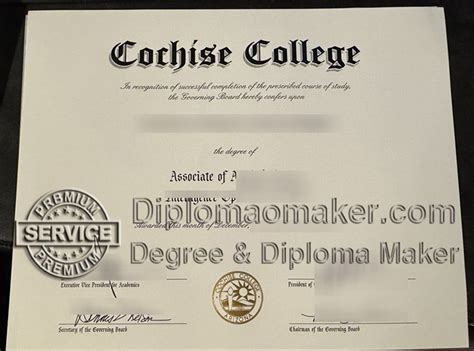 Cochise College
In recognition of successful completion of the prescribed course of study,
the Governing Board hereby confers upon
the degree of
Associate of
Intelligence
Awarded this month of December,
PREMIUM
SERVICE
PREMIUM
Diplomaomaker.com
Degree & Diploma Maker
Executive Vice President for Academics
President of
COCHISE COLLEGE
ARIZONA
Secretary of the Governing Board
Chairman of the Governing Board